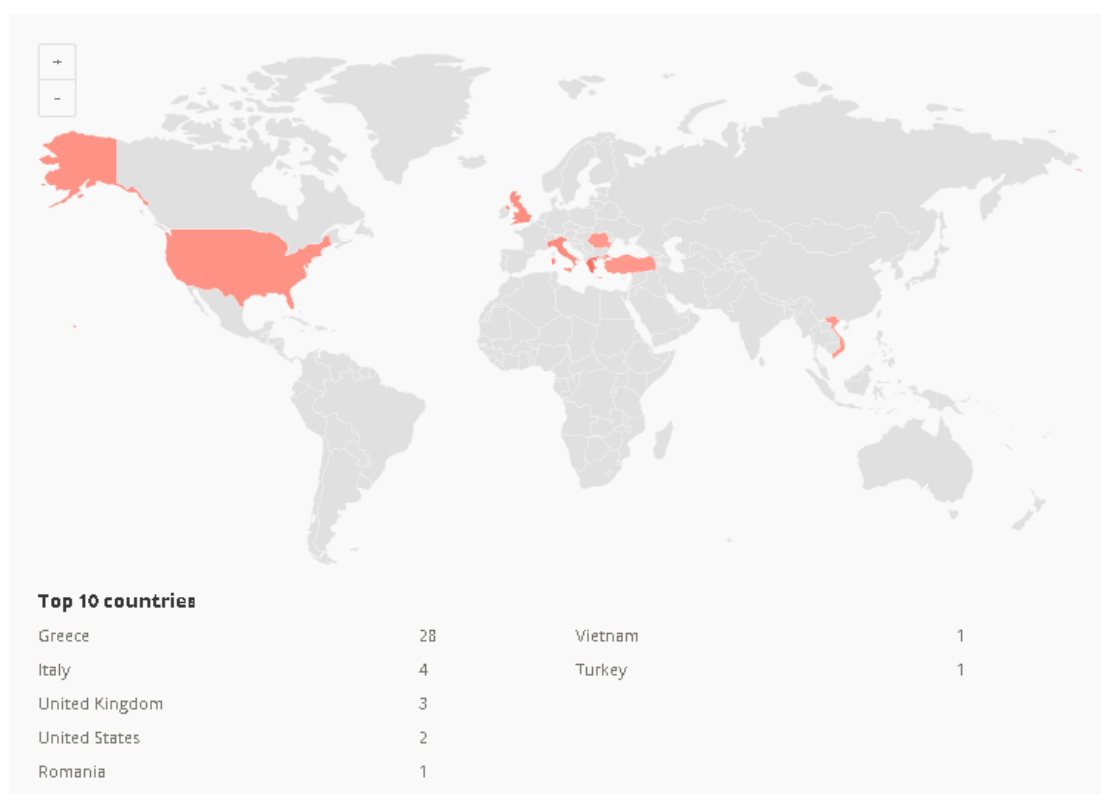 +
-
Top 10 countries
Greece 28
Italy 4
United Kingdom 3
United States 2
Romania 1
Vietnam 1
Turkey 1